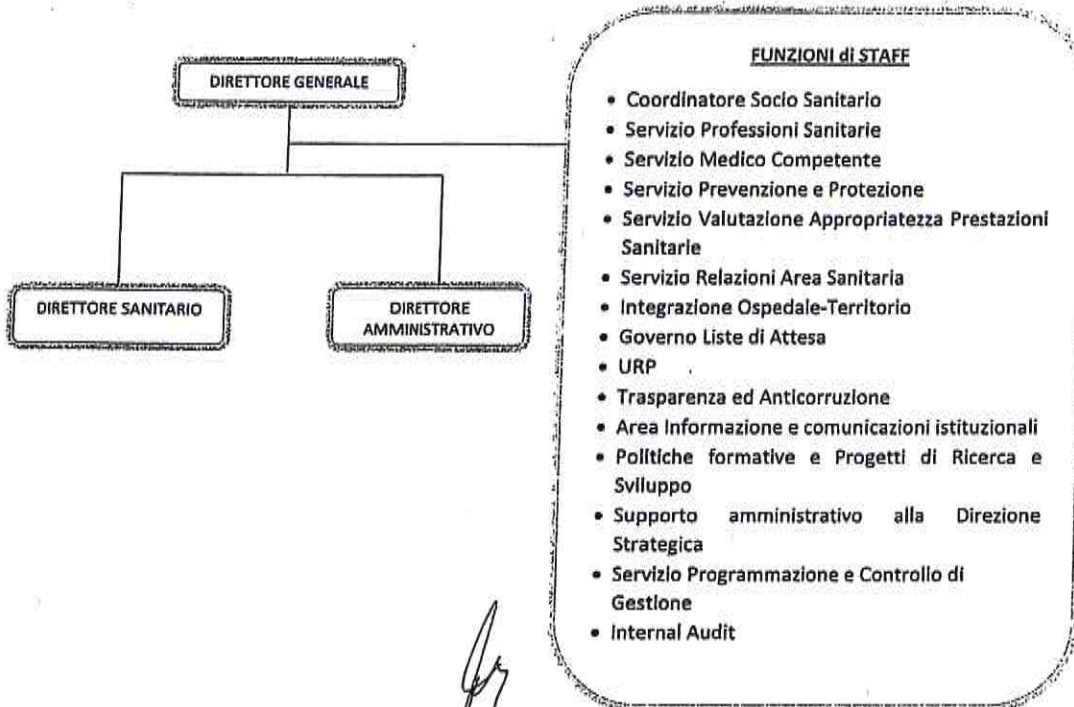 DIRETTORE GENERALE
DIRETTORE SANITARIO
DIRETTORE
AMMINISTRATIVO
FUNZIONI di STAFF
• Coordinatore Socio Sanitario
• Servizio Professioni Sanitarie
• Servizio Medico Competente
• Servizio Prevenzione e Protezione
• Servizio Valutazione Appropriatezza Prestazioni
Sanitarie
• Servizio Relazioni Area Sanitaria
• Integrazione Ospedale-Territorio
• Governo Liste di Attesa
• URP
• Trasparenza ed Anticorruzione
• Area Informazione e comunicazioni istituzionali
• Politiche formative e Progetti di Ricerca e
Sviluppo
• Supporto amministrativo alla Direzione
Strategica
• Servizio Programmazione e Controllo di
Gestione
• Internal Audit